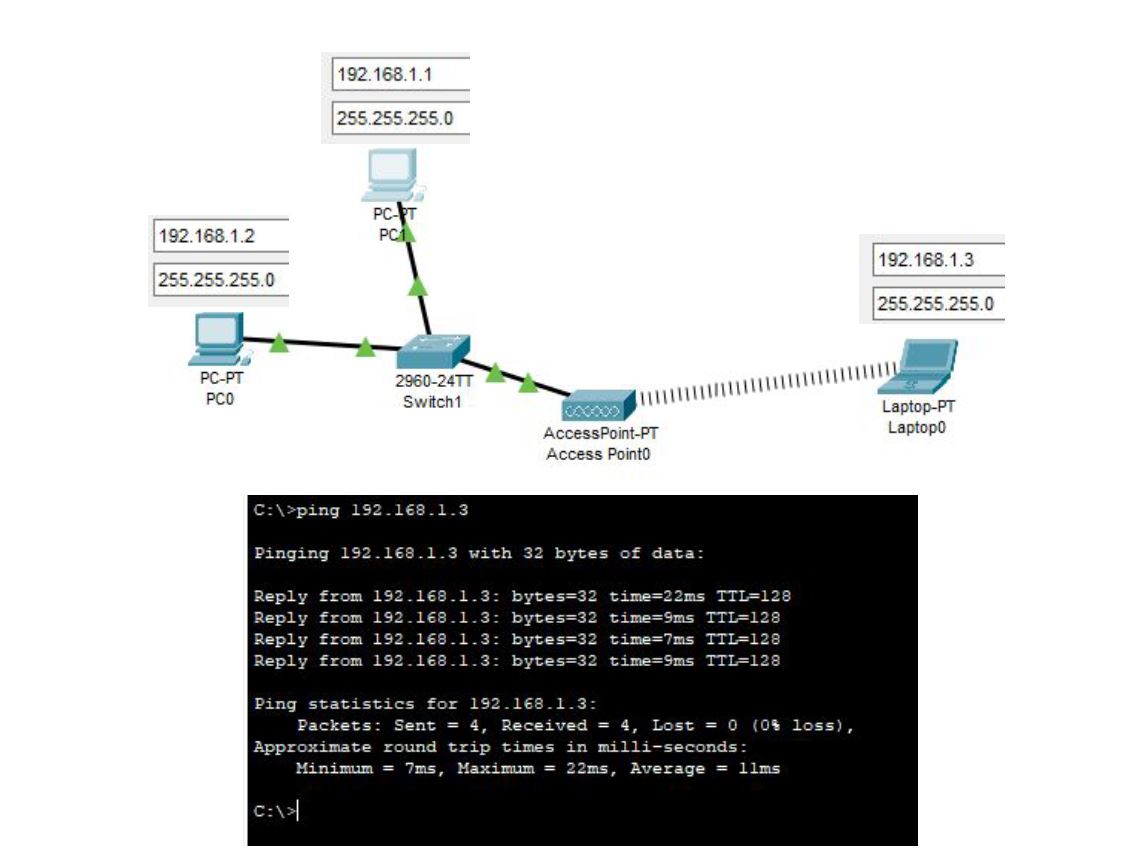 192.168.1.1
255.255.255.0
PC-PT
PC1
192.168.1.2
255.255.255.0
PC-PT
PC0
2960-24TT
Switch1
AccessPoint-PT
Access Point0
192.168.1.3
255.255.255.0
Laptop-PT
Laptop0
C:\>ping 192.168.1.3
Pinging 192.168.1.3 with 32 bytes of data:
Reply from 192.168.1.3: bytes=32 time=22ms TTL=128
Reply from 192.168.1.3: bytes=32 time=9ms TTL=128
Reply from 192.168.1.3: bytes=32 time=7ms TTL=128
Reply from 192.168.1.3: bytes=32 time=9ms TTL=128
Ping statistics for 192.168.1.3:
Packets: Sent = 4, Received = 4, Lost = 0 (0% loss),
Approximate round trip times in milli-seconds:
Minimum = 7ms, Maximum = 22ms, Average = 11ms
C:\>